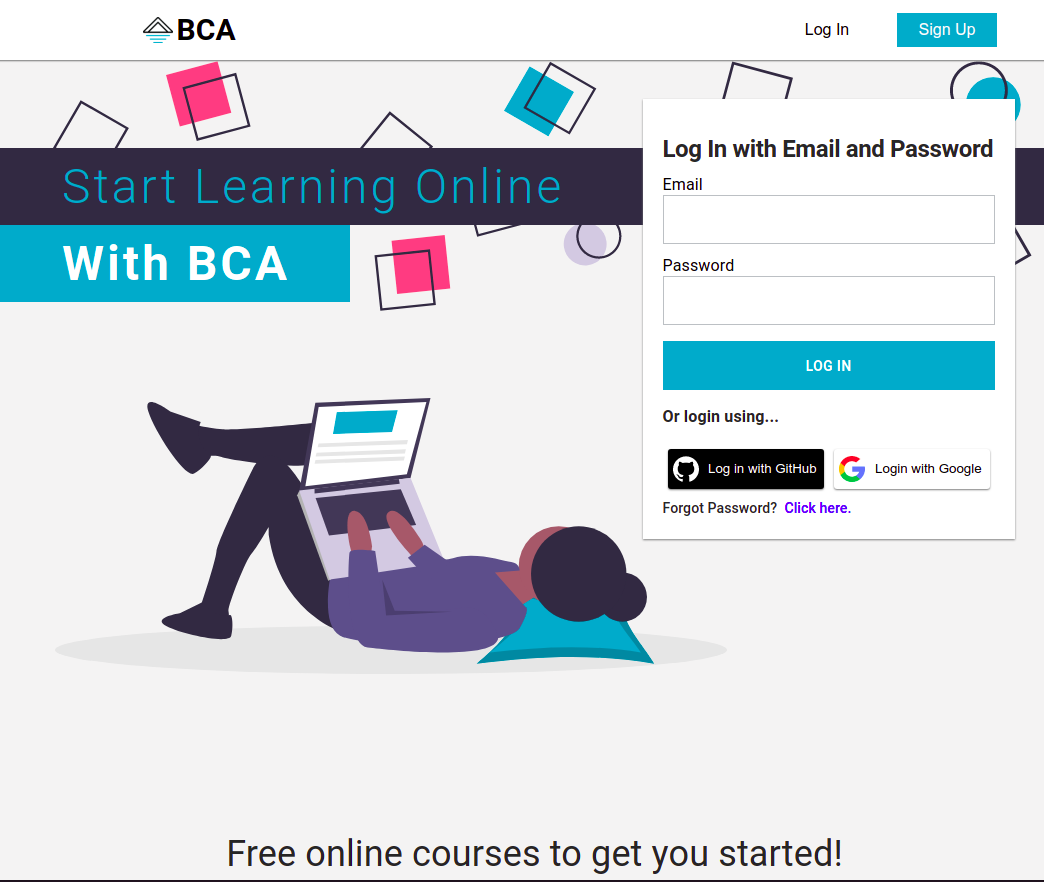 BCA
Log In
Sign Up
Start Learning Online
With BCA
Log In with Email and Password
Email
Password
LOG IN
Or login using...
Log in with GitHub
Login with Google
Forgot Password? Click here.
Free online courses to get you started!